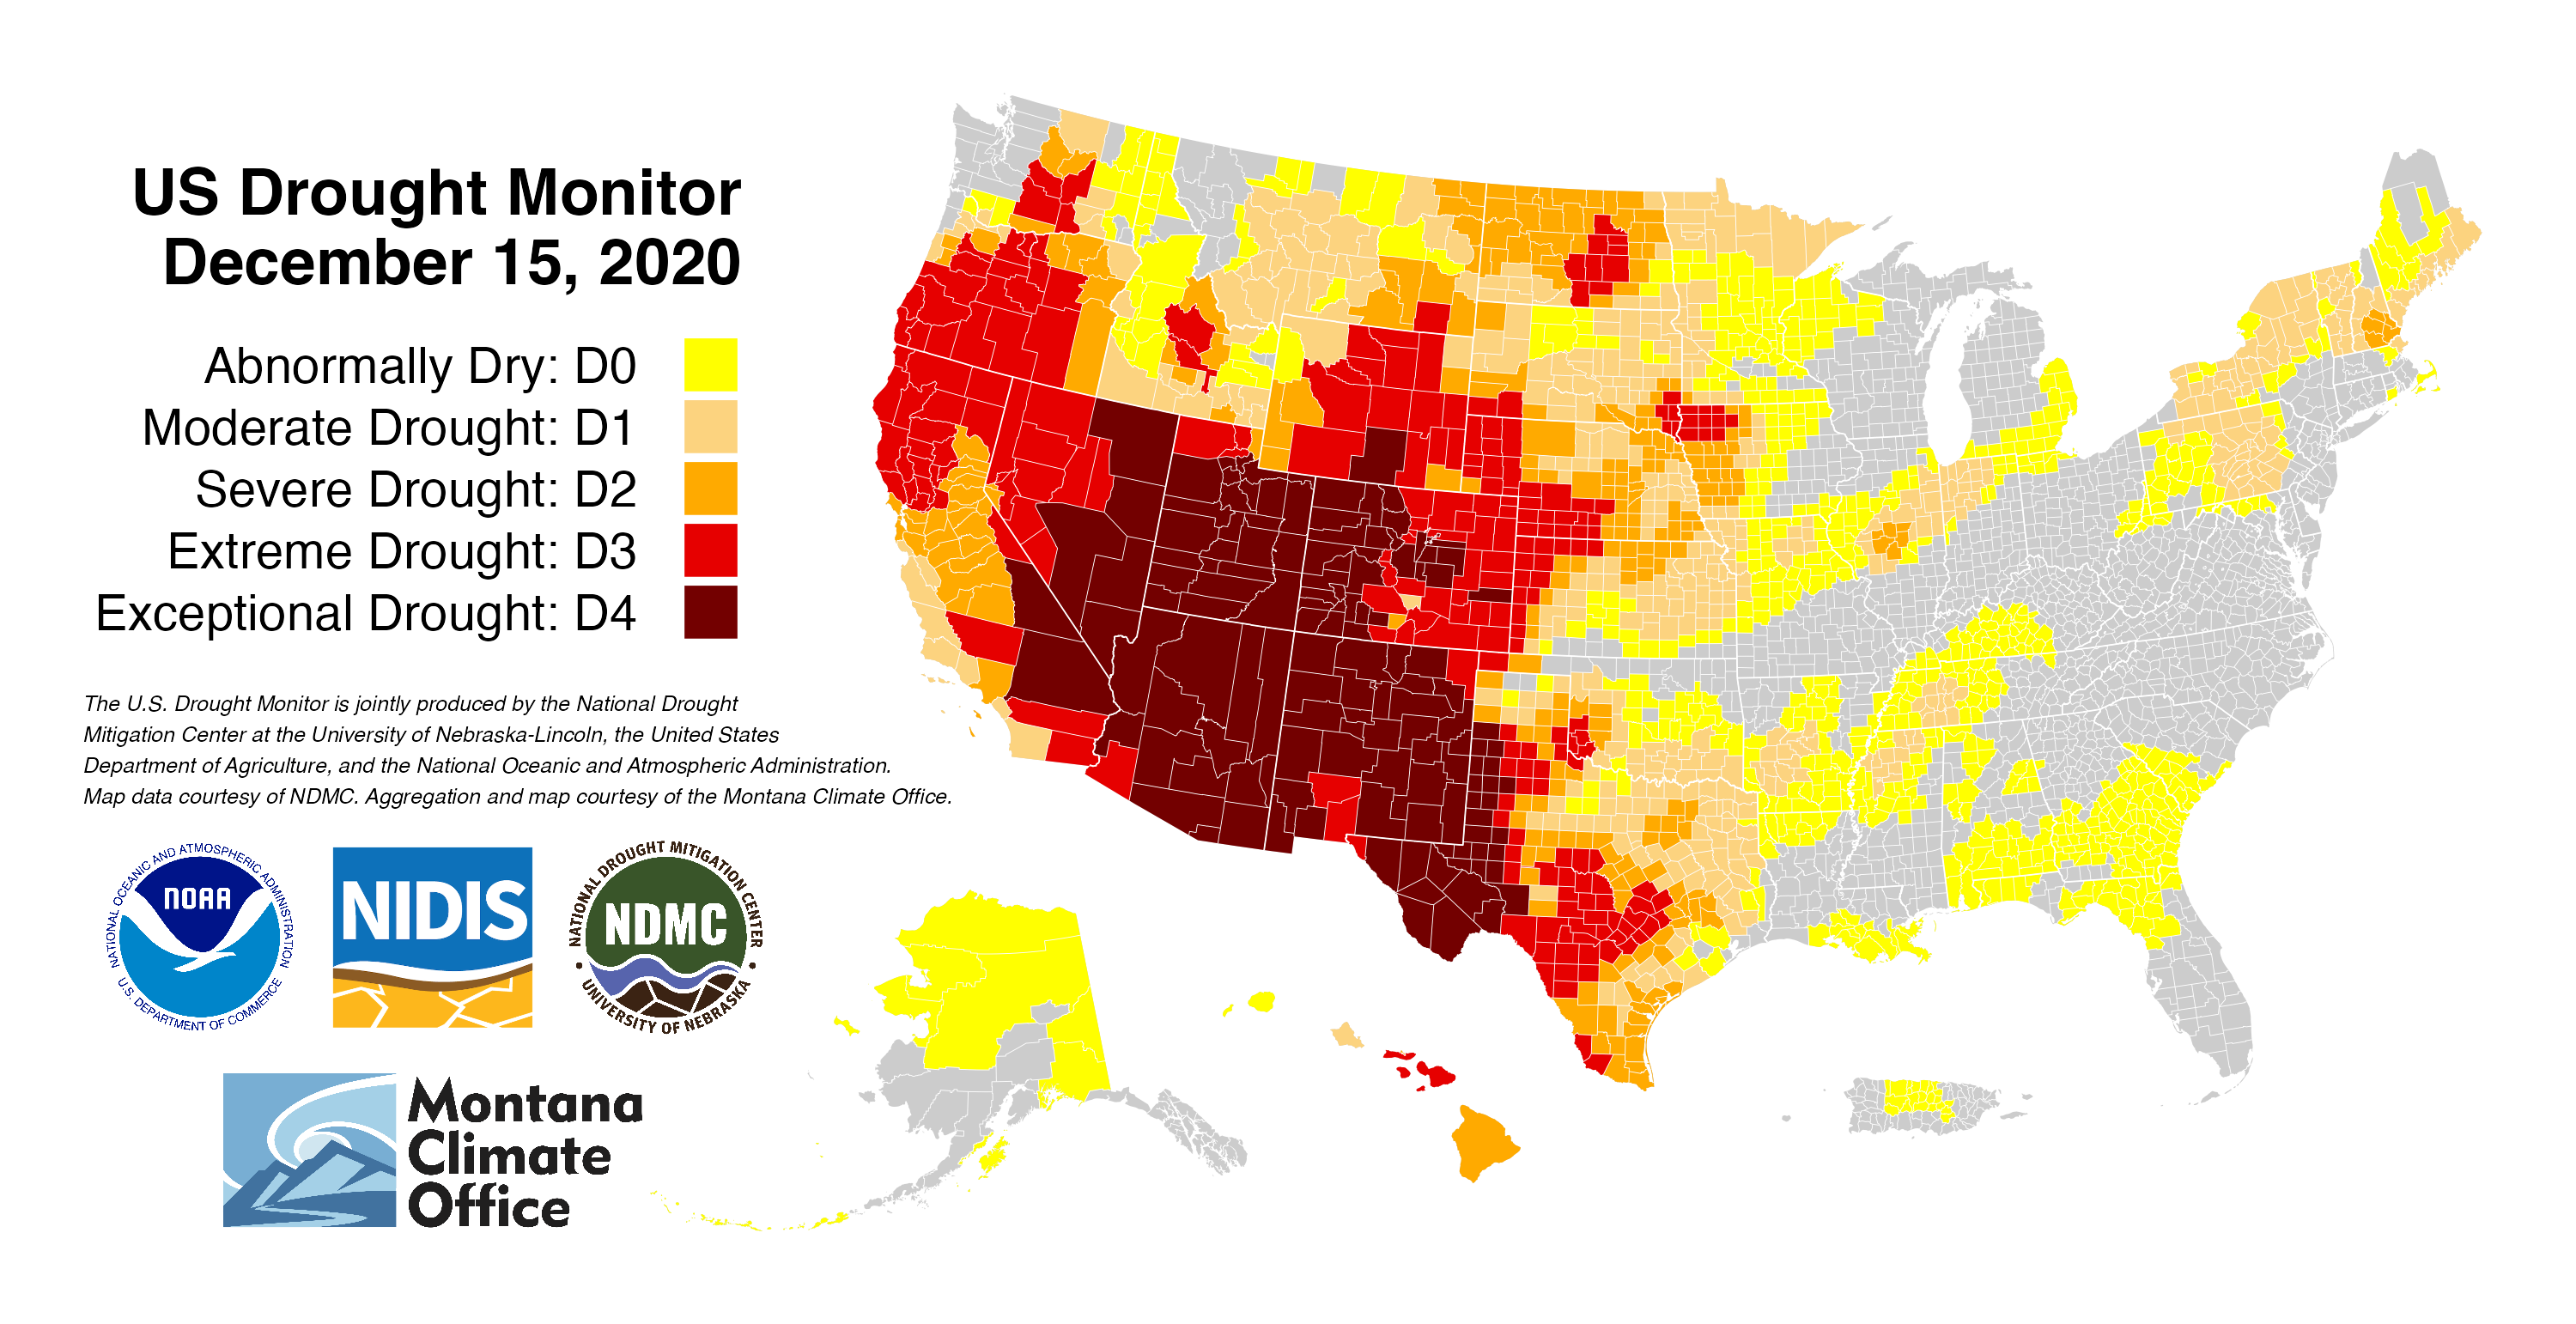 US Drought Monitor
December 15, 2020
Abnormally Dry: D0
Moderate Drought: D1
Severe Drought: D2
Extreme Drought: D3
Exceptional Drought: D4
The U.S. Drought Monitor is jointly produced by the National Drought
Mitigation Center at the University of Nebraska-Lincoln, the United States
Department of Agriculture, and the National Oceanic and Atmospheric Administration.
Map data courtesy of NDMC. Aggregation and map courtesy of the Montana Climate Office.
NATIONAL OCEANIC AND ATMOSPHERIC ADMINISTRATION
NOAA
U.S. DEPARTMENT OF COMMERCE
NIDIS
NATIONAL DROUGHT MITIGATION CENTER
NDMC
UNIVERSITY OF NEBRASKA
Montana
Climate
Office